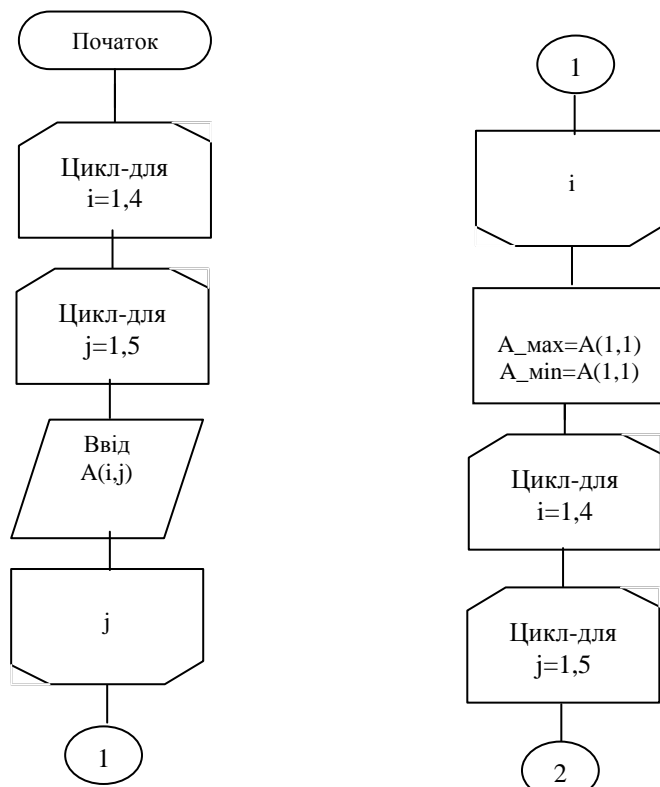 Початок
Цикл-для
i=1,4
Цикл-для
j=1,5
Ввід
A(i,j)
j
1
1
i
A_мах=A(1,1)
A_мin=A(1,1)
Цикл-для
i=1,4
Цикл-для
j=1,5
2